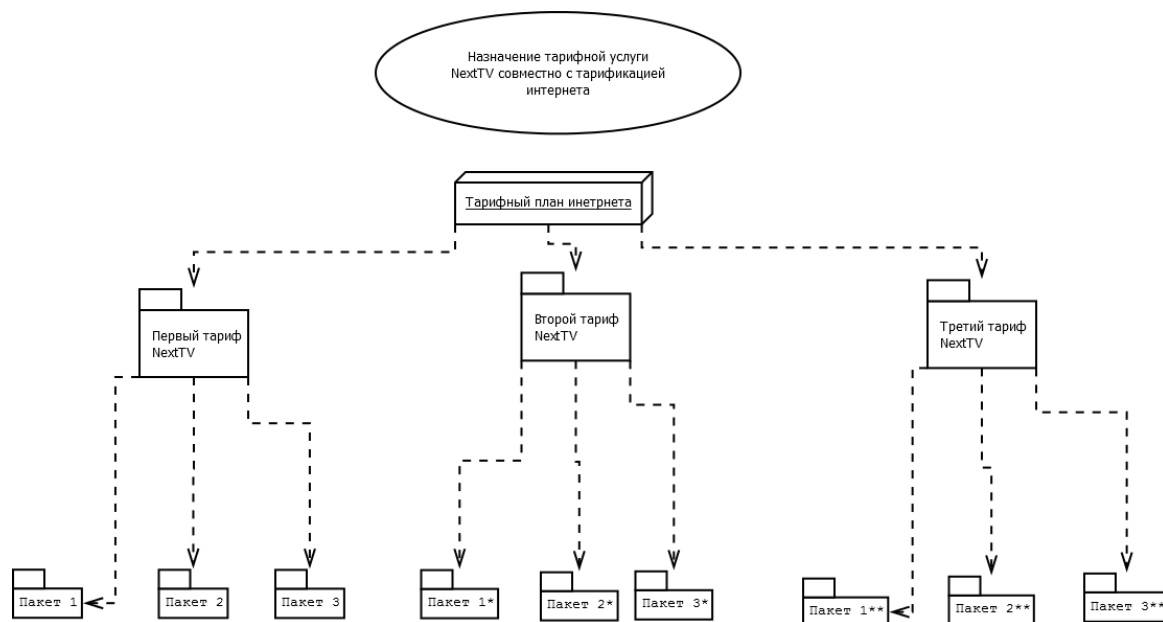 Назначение тарифной услуги
NextTV совместно с тарификацией
интернета
Тарифный план инетрнета
Первый тариф
NextTV
Второй тариф
NextTV
Третий тариф
NextTV
Пакет 1
Пакет 2
Пакет 3
Пакет 1*
Пакет 2*
Пакет 3*
Пакет 1**
Пакет 2**
Пакет 3**